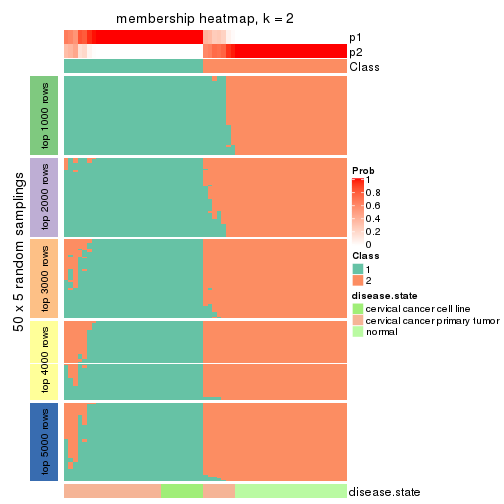 membership heatmap, k = 2
p1
p2
Class
50 x 5 random samplings
top 1000 rows
top 2000 rows
top 3000 rows
top 4000 rows
top 5000 rows
Prob
1
0.8
0.6
0.4
0.2
0
Class
1
2
disease.state
cervical cancer cell line
cervical cancer primary tumor
normal
disease.state